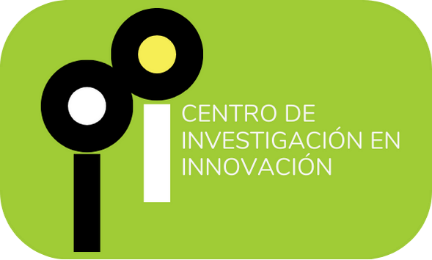 CENTRO DE
INVESTIGACIÓN EN
INNOVACIÓN